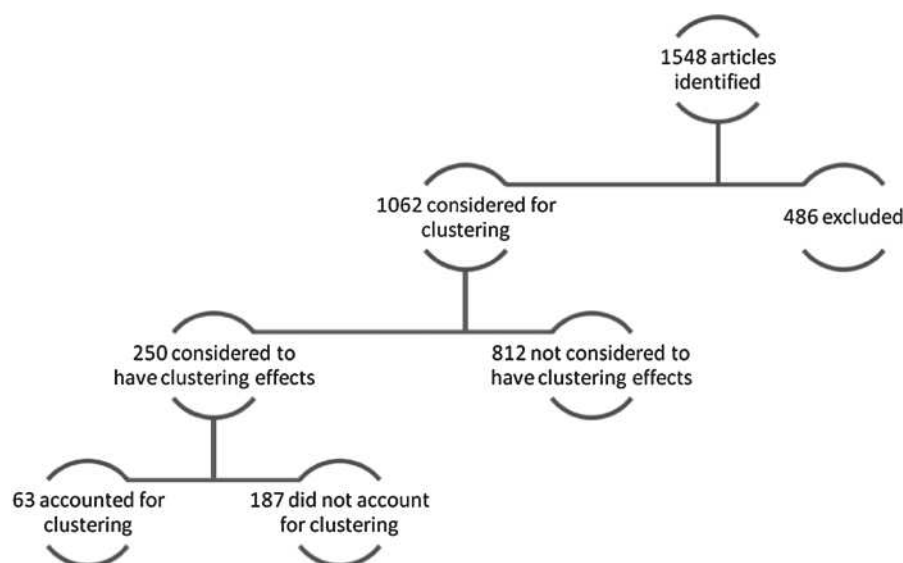 1548 articles
identified
1062 considered for
clustering
486 excluded
250 considered to
have clustering effects
812 not considered to
have clustering effects
63 accounted for
clustering
187 did not account
for clustering